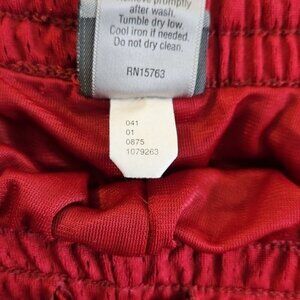 promptly
after wash.
Tumble dry low.
Cool iron if needed.
Do not dry clean.
RN15763
041
01
0875
1079263